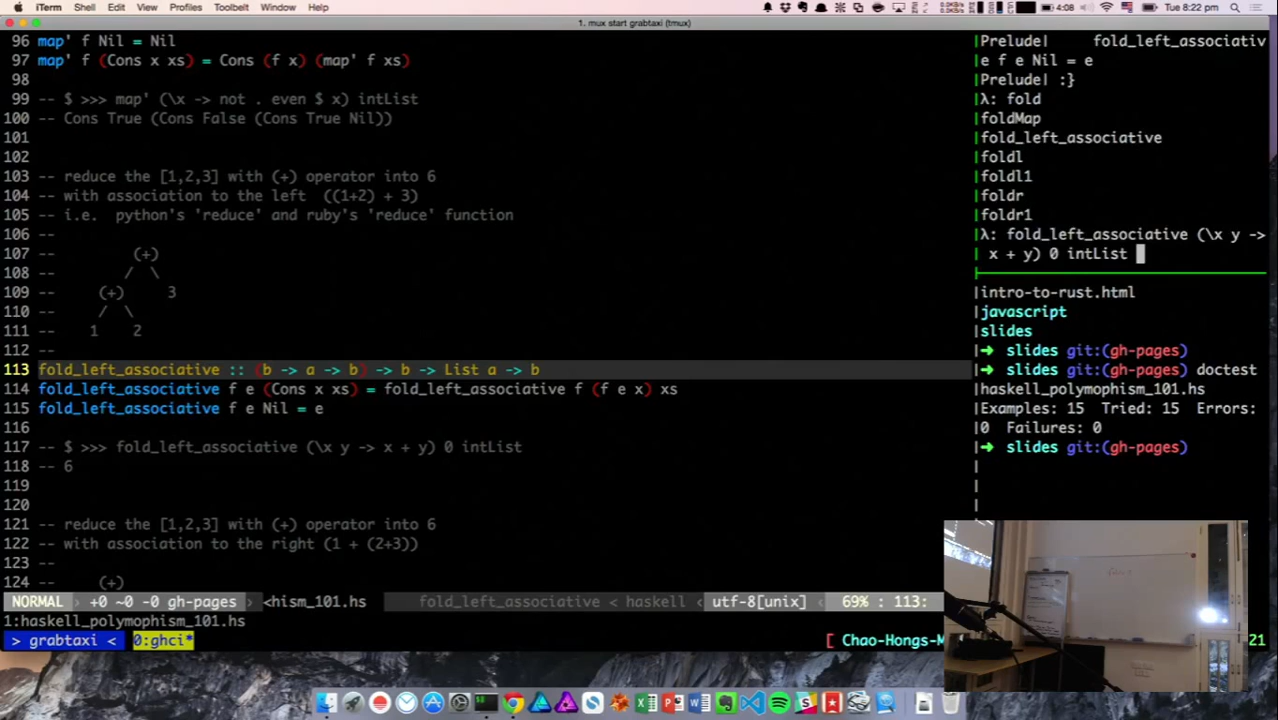 iTerm Shell Edit View Profiles Toolbelt Window Help
4:08 Tue 8:22 pm
1. mux start grabtaxi (tmux)
96 map' f Nil = Nil
97 map' f (Cons x xs) = Cons (f x) (map' f xs)
98
99 -- $ >>> map' (\x -> not . even $ x) intList
100 -- Cons True (Cons False (Cons True Nil))
101
102
103 -- reduce the [1,2,3] with (+) operator into 6
104 -- with association to the left  ((1+2) + 3)
105 -- i.e.  python's 'reduce' and ruby's 'reduce' function
106 --
107 --           (+)
108 --          /  \
109 --       (+)     3
110 --       /  \
111 --      1    2
112 --
113 fold_left_associative :: (b -> a -> b) -> b -> List a -> b
114 fold_left_associative f e (Cons x xs) = fold_left_associative f (f e x) xs
115 fold_left_associative f e Nil = e
116
117 -- $ >>> fold_left_associative (\x y -> x + y) 0 intList
118 -- 6
119
120
121 -- reduce the [1,2,3] with (+) operator into 6
122 -- with association to the right (1 + (2+3))
123 --
124 --       (+)
NORMAL +0 ~0 -0 gh-pages <hism_101.hs fold_left_associative < haskell < utf-8[unix] 69% : 113:
1:haskell_polymophism_101.hs
> grabtaxi < 0:ghci* [ Chao-Hongs-M
21
Prelude|     fold_left_associativ
e f e Nil = e
Prelude| :}
λ: fold
foldMap
fold_left_associative
foldl
foldl1
foldr
foldr1
λ: fold_left_associative (\x y ->
 x + y) 0 intList
intro-to-rust.html
javascript
slides
➜ slides git:(gh-pages)
➜ slides git:(gh-pages) doctest
haskell_polymophism_101.hs
Examples: 15  Tried: 15  Errors:
0  Failures: 0
➜ slides git:(gh-pages)